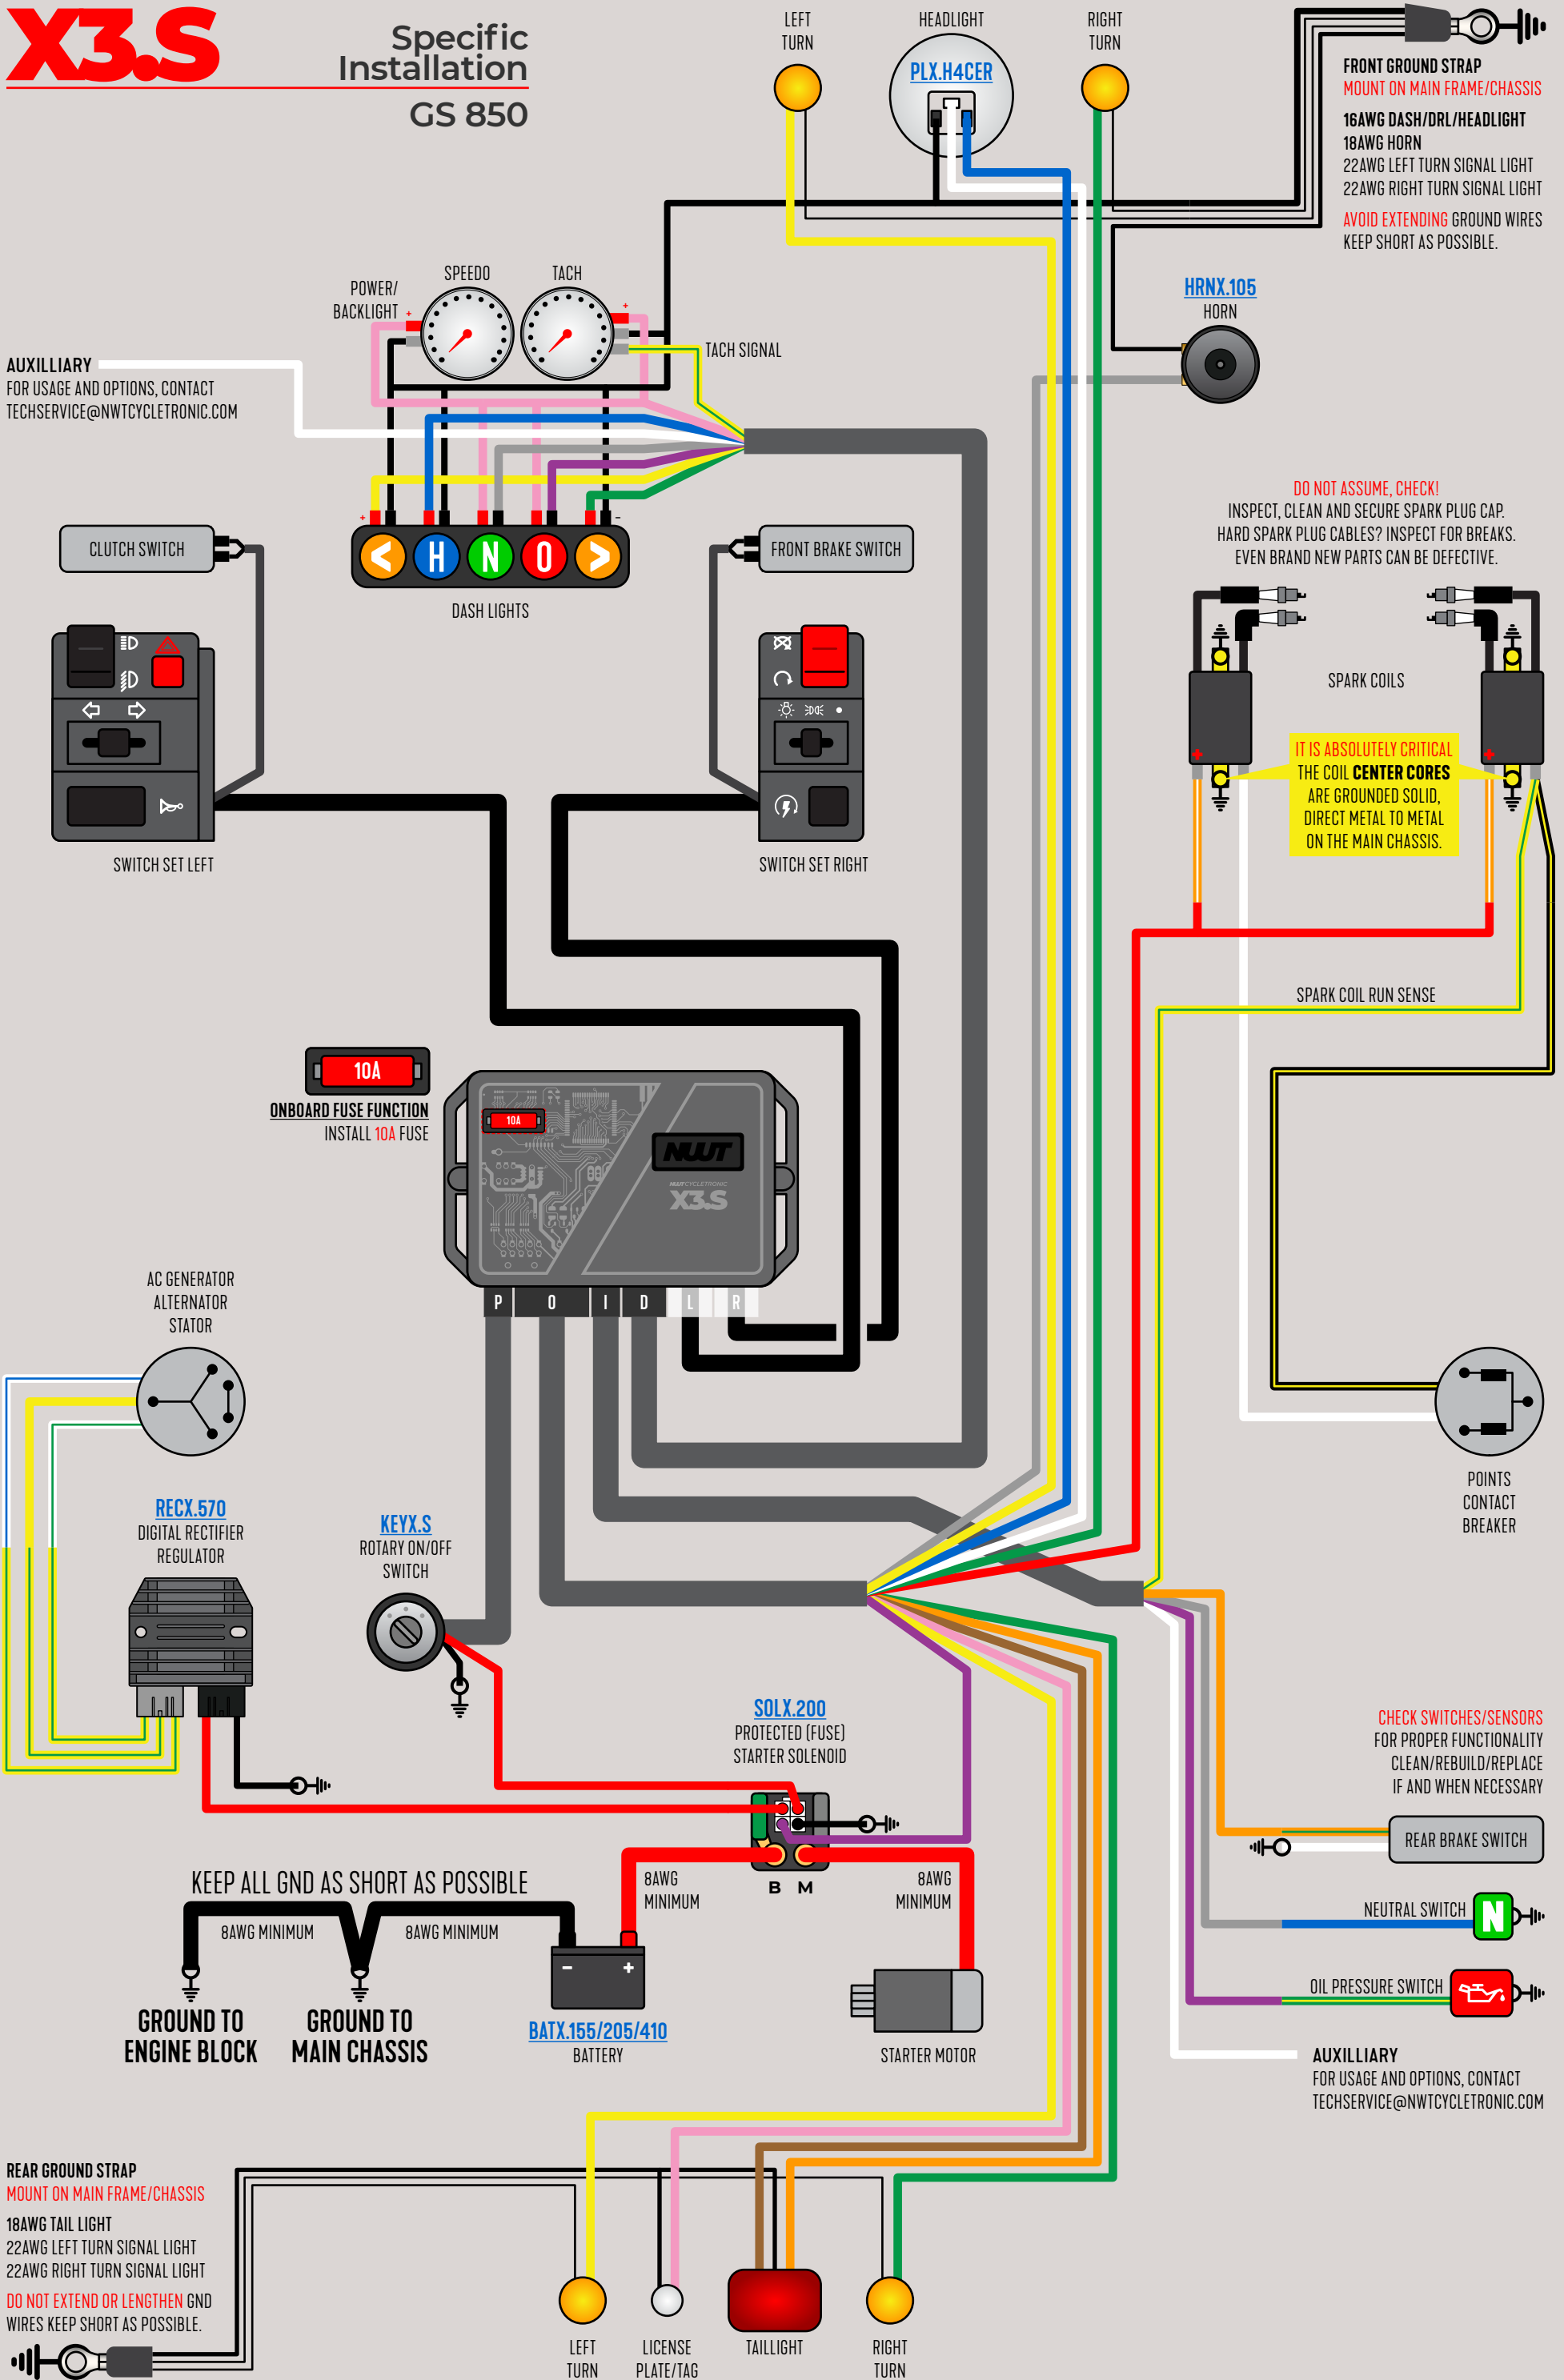 X3.S
Specific
Installation
GS 850
LEFT
TURN
HEADLIGHT
PLX.H4CER
RIGHT
TURN
FRONT GROUND STRAP
MOUNT ON MAIN FRAME/CHASSIS
16AWG DASH/DRL/HEADLIGHT
18AWG HORN
22AWG LEFT TURN SIGNAL LIGHT
22AWG RIGHT TURN SIGNAL LIGHT
AVOID EXTENDING GROUND WIRES
KEEP SHORT AS POSSIBLE.
POWER/
BACKLIGHT
+
SPEEDO
TACH
+
TACH SIGNAL
HRNX.105
HORN
AUXILLIARY
FOR USAGE AND OPTIONS, CONTACT
TECHSERVICE@NWTCYCLETRONIC.COM
CLUTCH SWITCH
+
-
< H N O >
DASH LIGHTS
FRONT BRAKE SWITCH
DO NOT ASSUME, CHECK!
INSPECT, CLEAN AND SECURE SPARK PLUG CAP.
HARD SPARK PLUG CABLES? INSPECT FOR BREAKS.
EVEN BRAND NEW PARTS CAN BE DEFECTIVE.
SPARK COILS
+
+
IT IS ABSOLUTELY CRITICAL
THE COIL CENTER CORES
ARE GROUNDED SOLID,
DIRECT METAL TO METAL
ON THE MAIN CHASSIS.
SWITCH SET LEFT
SWITCH SET RIGHT
SPARK COIL RUN SENSE
10A
ONBOARD FUSE FUNCTION
INSTALL 10A FUSE
10A
NWT
NWTCYCLETRONIC
X3.S
P O I D L R
AC GENERATOR
ALTERNATOR
STATOR
POINTS
CONTACT
BREAKER
RECX.570
DIGITAL RECTIFIER
REGULATOR
KEYX.S
ROTARY ON/OFF
SWITCH
SOLX.200
PROTECTED (FUSE)
STARTER SOLENOID
B M
CHECK SWITCHES/SENSORS
FOR PROPER FUNCTIONALITY
CLEAN/REBUILD/REPLACE
IF AND WHEN NECESSARY
REAR BRAKE SWITCH
NEUTRAL SWITCH
N
OIL PRESSURE SWITCH
KEEP ALL GND AS SHORT AS POSSIBLE
8AWG MINIMUM
8AWG MINIMUM
8AWG
MINIMUM
8AWG
MINIMUM
- +
GROUND TO
ENGINE BLOCK
GROUND TO
MAIN CHASSIS
BATX.155/205/410
BATTERY
STARTER MOTOR
AUXILLIARY
FOR USAGE AND OPTIONS, CONTACT
TECHSERVICE@NWTCYCLETRONIC.COM
REAR GROUND STRAP
MOUNT ON MAIN FRAME/CHASSIS
18AWG TAIL LIGHT
22AWG LEFT TURN SIGNAL LIGHT
22AWG RIGHT TURN SIGNAL LIGHT
DO NOT EXTEND OR LENGTHEN GND
WIRES KEEP SHORT AS POSSIBLE.
LEFT
TURN
LICENSE
PLATE/TAG
TAILLIGHT
RIGHT
TURN